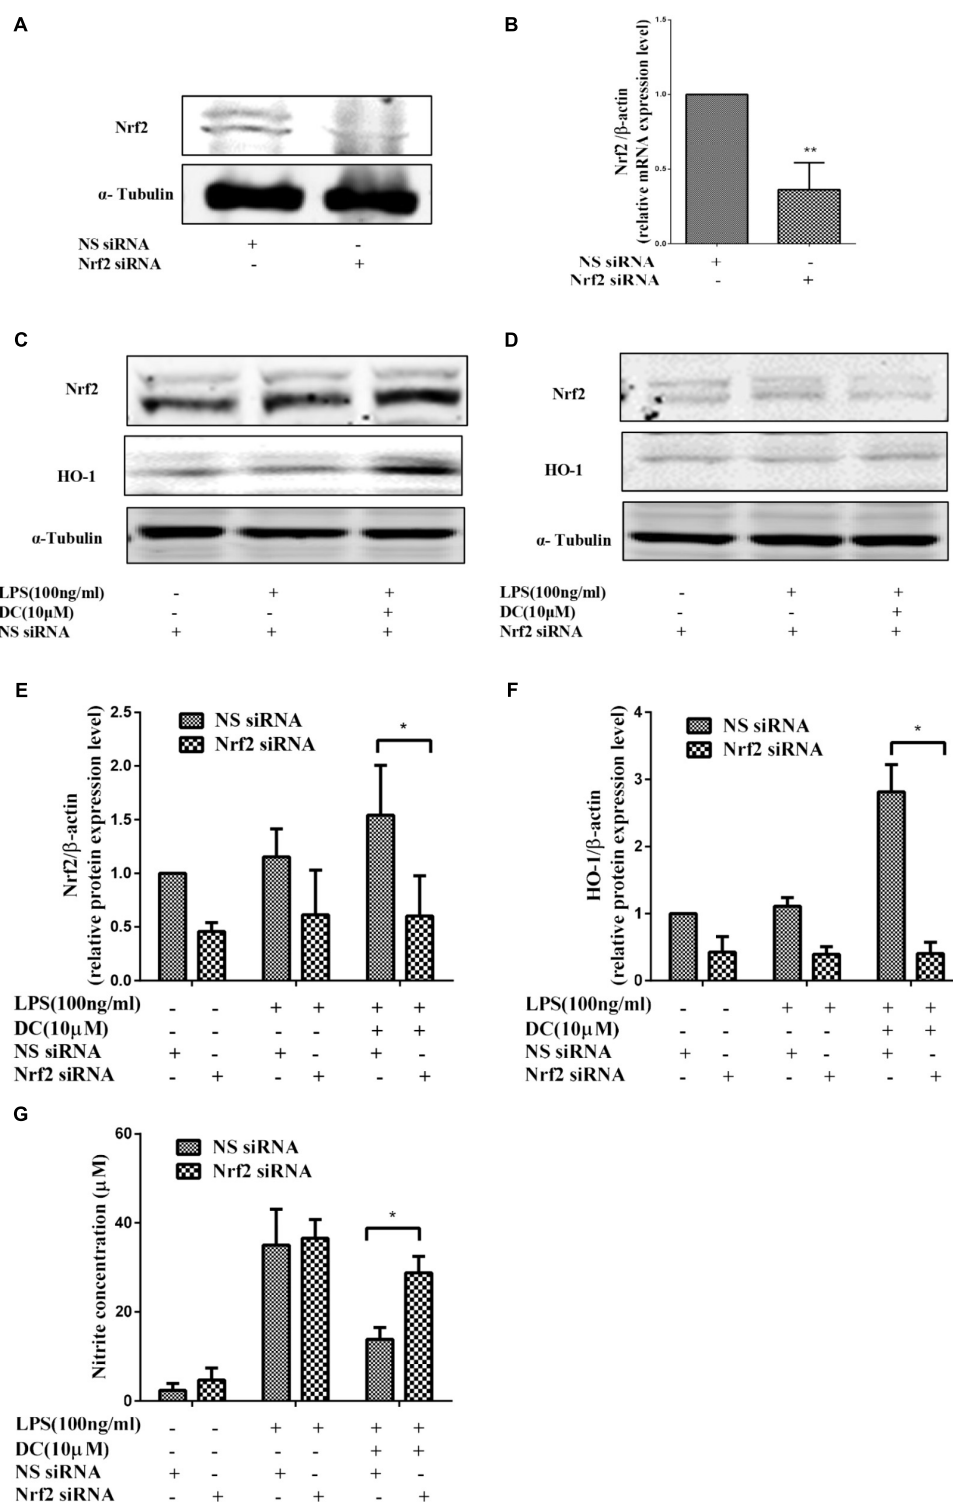 A
Nrf2
α- Tubulin
NS siRNA + -
Nrf2 siRNA - +
B
Nrf2 /β-actin
(relative mRNA expression level)
1.5
1.0
0.5
0.0
**
NS siRNA + -
Nrf2 siRNA - +
C
Nrf2
HO-1
α-Tubulin
LPS(100ng/ml) - + +
DC(10μM) - - +
NS siRNA + + +
D
Nrf2
HO-1
α- Tubulin
LPS(100ng/ml) - + +
DC(10μM) - - +
Nrf2 siRNA + + +
E
Nrf2/β-actin
(relative protein expression level)
2.5
2.0
1.5
1.0
0.5
0.0
NS siRNA
Nrf2 siRNA
*
LPS(100ng/ml) - - + + + +
DC(10μM) - - - - + +
NS siRNA + - + - + -
Nrf2 siRNA - + - + - +
F
HO-1/β-actin
(relative protein expression level)
4
3
2
1
0
NS siRNA
Nrf2 siRNA
*
LPS(100ng/ml) - - + + + +
DC(10μM) - - - - + +
NS siRNA + - + - + -
Nrf2 siRNA - + - + - +
G
Nitrite concentration (μM)
60
40
20
0
NS siRNA
Nrf2 siRNA
*
LPS(100ng/ml) - - + + + +
DC(10μM) - - - - + +
NS siRNA + - + - + -
Nrf2 siRNA - + - + - +